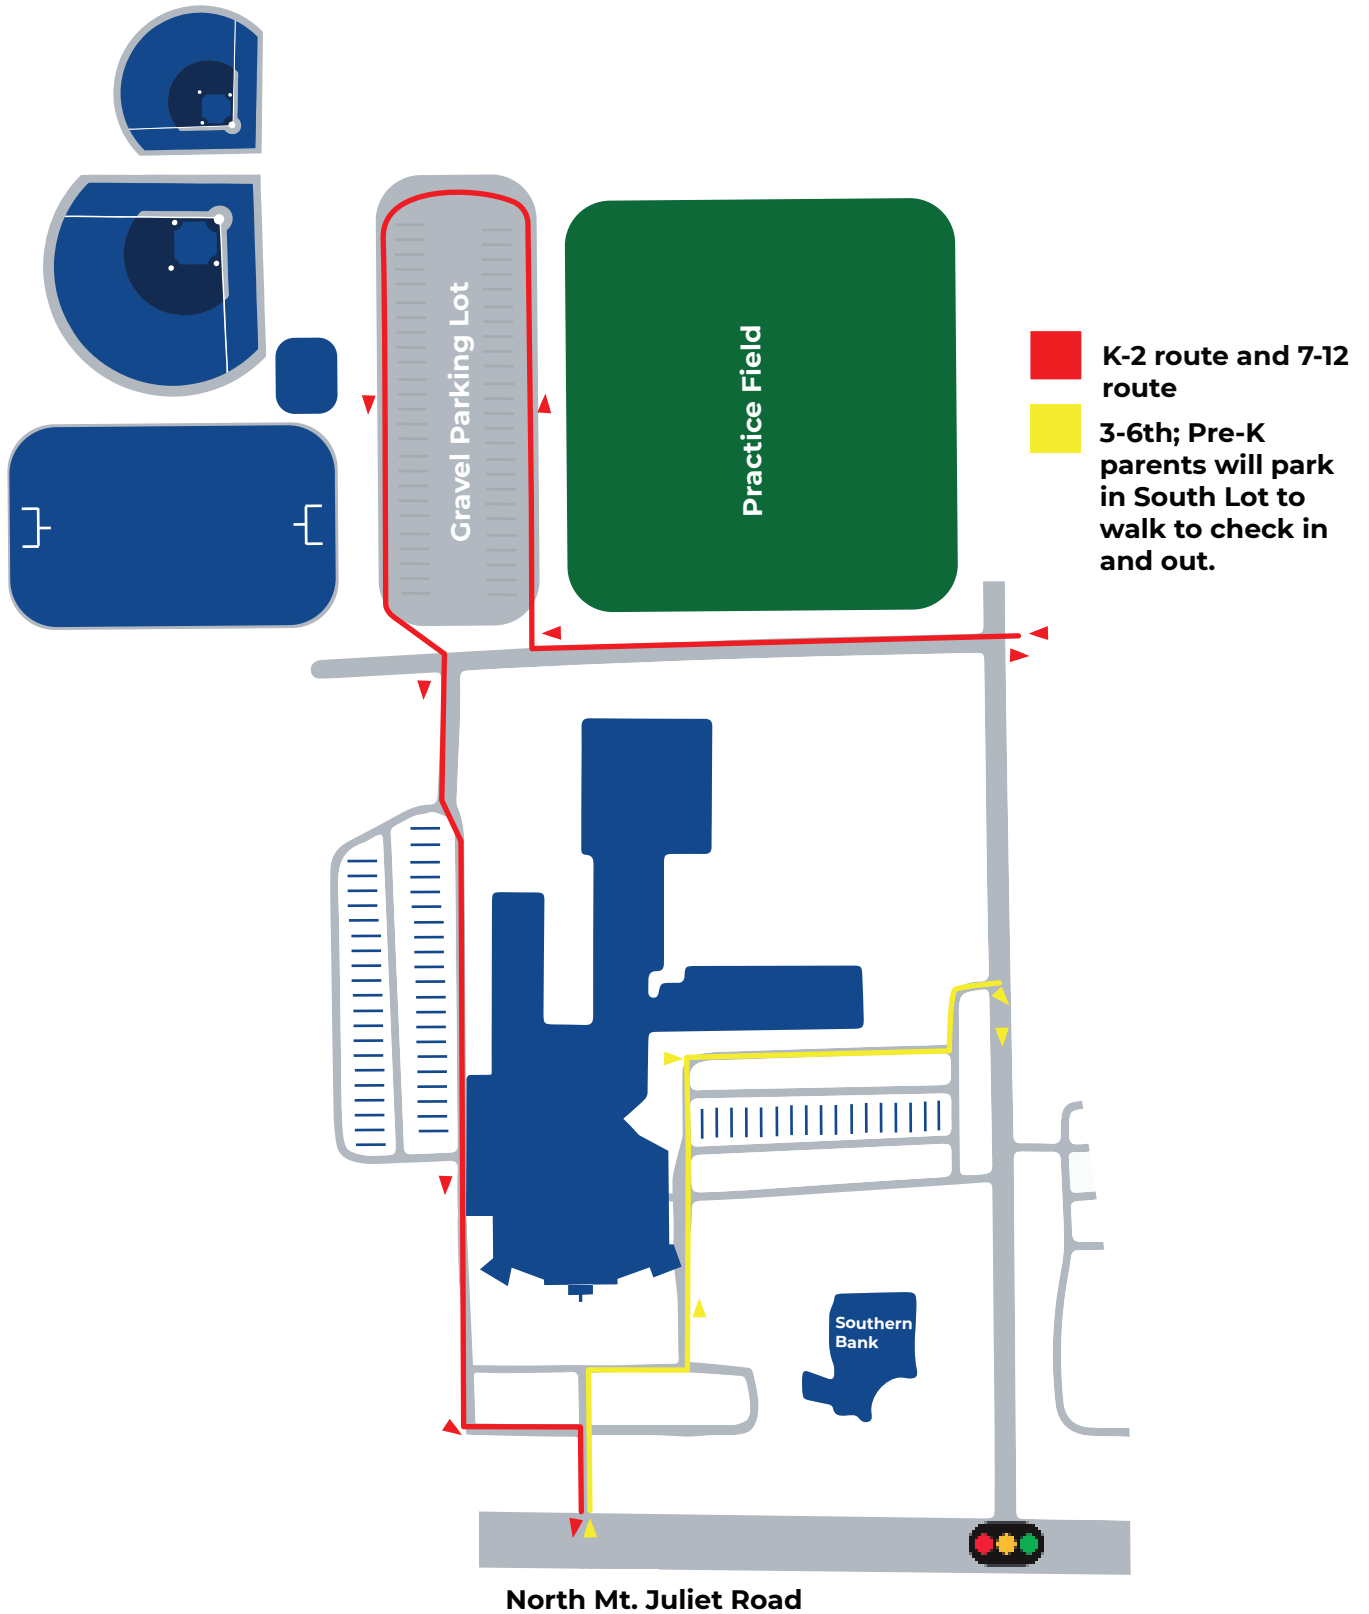 Gravel Parking Lot
Practice Field
K-2 route and 7-12
route
3-6th; Pre-K
parents will park
in South Lot to
walk to check in
and out.
Southern
Bank
North Mt. Juliet Road